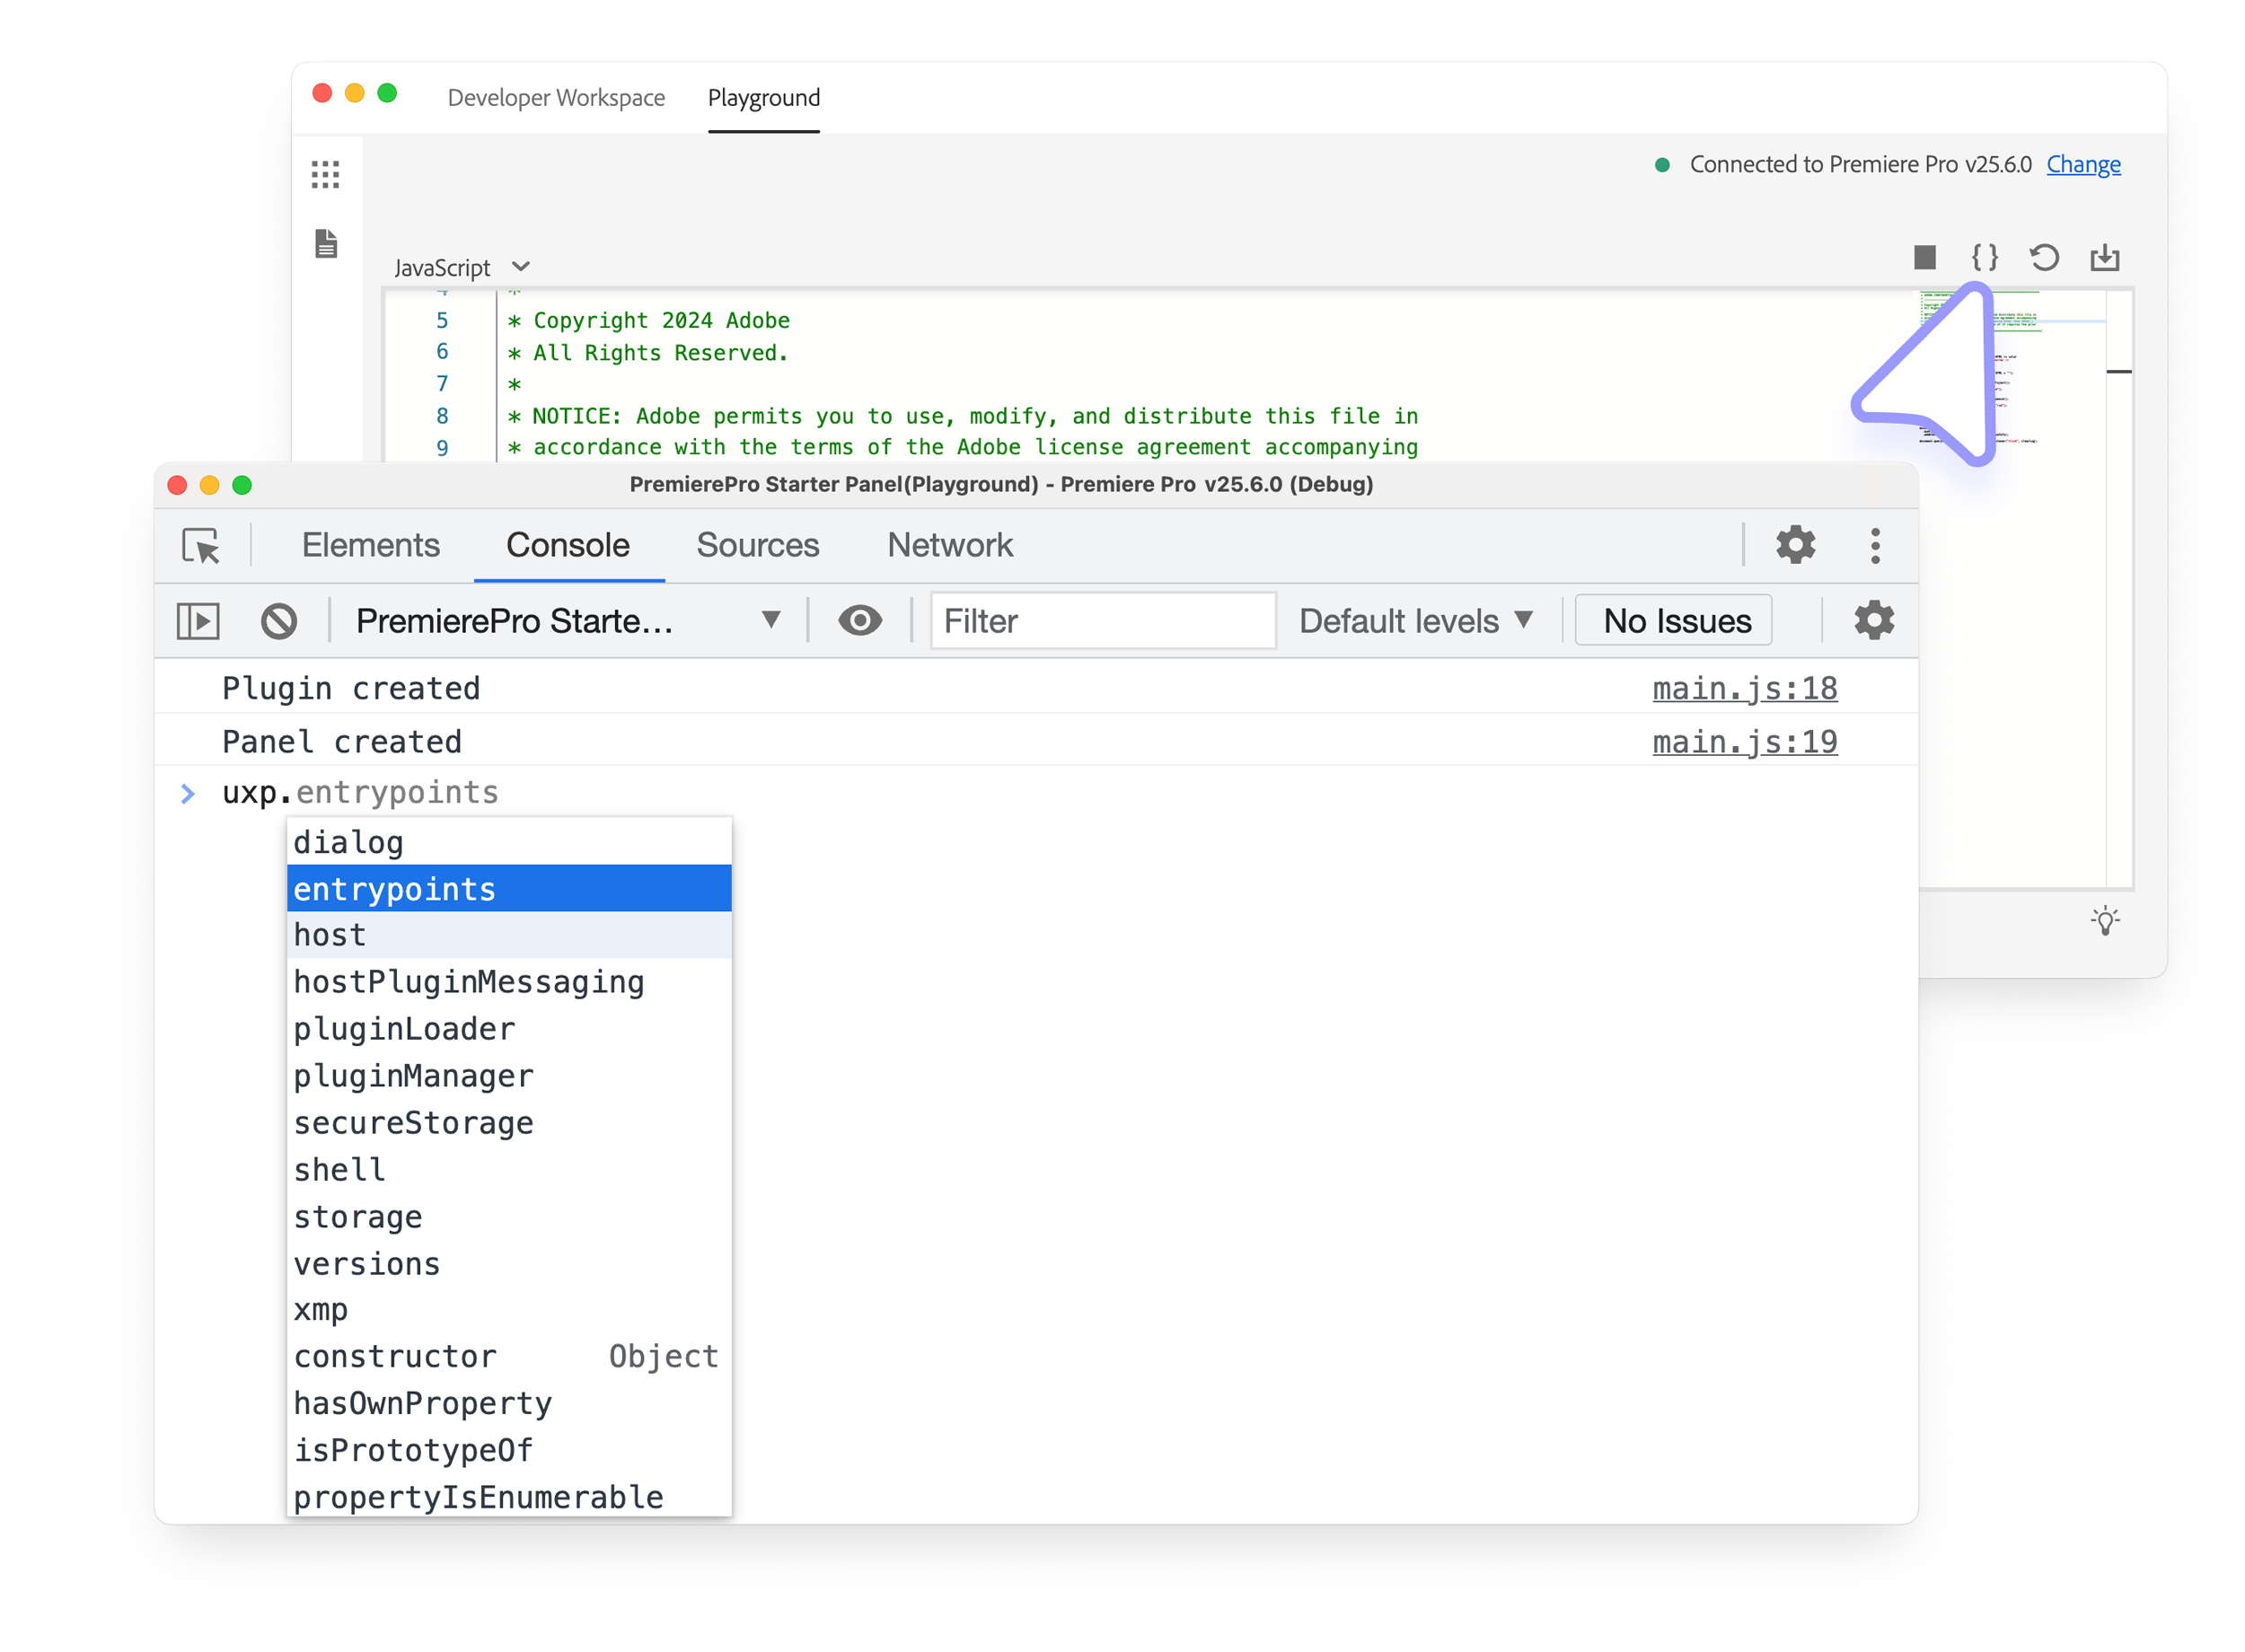 Developer Workspace Playground
Connected to Premiere Pro v25.6.0 Change
JavaScript
{ }
5 * Copyright 2024 Adobe
6 * All Rights Reserved.
7 *
8 * NOTICE: Adobe permits you to use, modify, and distribute this file in
9 * accordance with the terms of the Adobe license agreement accompanying
PremierePro Starter Panel(Playground) - Premiere Pro v25.6.0 (Debug)
Elements Console Sources Network
PremierePro Starte... Filter Default levels No Issues
Plugin created main.js:18
Panel created main.js:19
> uxp.entrypoints
dialog
entrypoints
host
hostPluginMessaging
pluginLoader
pluginManager
secureStorage
shell
storage
versions
xmp
constructor Object
hasOwnProperty
isPrototypeOf
propertyIsEnumerable